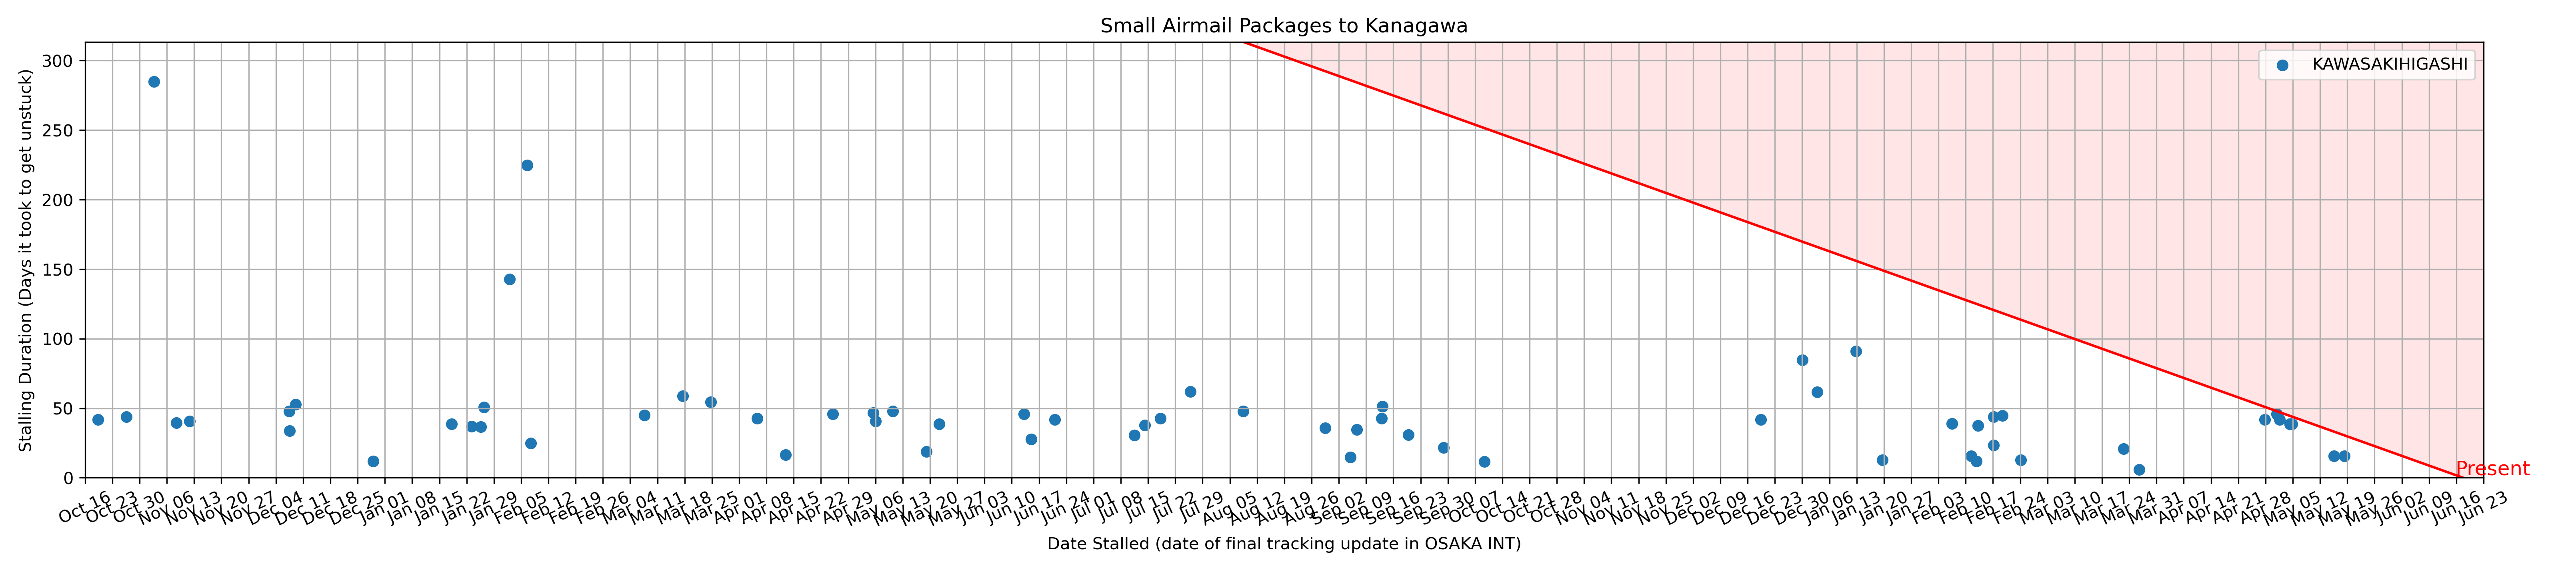 Small Airmail Packages to Kanagawa
KAWASAKIHIGASHI
Stalling Duration (Days it took to get unstuck)
300
250
200
150
100
50
0
Present
Oct 16
Oct 23
Oct 30
Nov 06
Nov 13
Nov 20
Nov 27
Dec 04
Dec 11
Dec 18
Dec 25
Jan 01
Jan 08
Jan 15
Jan 22
Jan 29
Feb 05
Feb 12
Feb 19
Feb 26
Mar 04
Mar 11
Mar 18
Mar 25
Apr 01
Apr 08
Apr 15
Apr 22
Apr 29
May 06
May 13
May 20
May 27
Jun 03
Jun 10
Jun 17
Jun 24
Jul 01
Jul 08
Jul 15
Jul 22
Jul 29
Aug 05
Aug 12
Aug 19
Aug 26
Sep 02
Sep 09
Sep 16
Sep 23
Sep 30
Oct 07
Oct 14
Oct 21
Oct 28
Nov 04
Nov 11
Nov 18
Nov 25
Dec 02
Dec 09
Dec 16
Dec 23
Dec 30
Jan 06
Jan 13
Jan 20
Jan 27
Feb 03
Feb 10
Feb 17
Feb 24
Mar 03
Mar 10
Mar 17
Mar 24
Mar 31
Apr 07
Apr 14
Apr 21
Apr 28
May 05
May 12
May 19
May 26
Jun 02
Jun 09
Jun 16
Jun 23
Date Stalled (date of final tracking update in OSAKA INT)